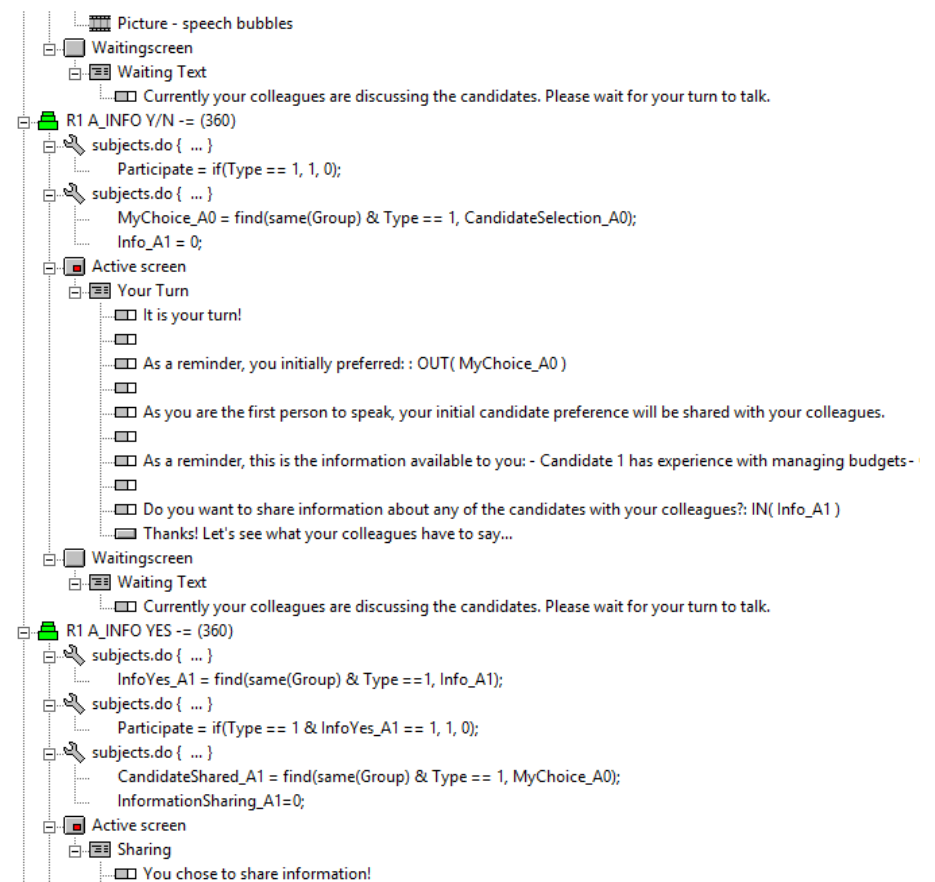 Picture - speech bubbles
Waitingscreen
Waiting Text
Currently your colleagues are discussing the candidates. Please wait for your turn to talk.
R1 A_INFO Y/N -= (360)
subjects.do { ... }
Participate = if(Type == 1, 1, 0);
subjects.do { ... }
MyChoice_A0 = find(same(Group) & Type == 1, CandidateSelection_A0);
Info_A1 = 0;
Active screen
Your Turn
It is your turn!
As a reminder, you initially preferred: : OUT( MyChoice_A0 )
As you are the first person to speak, your initial candidate preference will be shared with your colleagues.
As a reminder, this is the information available to you: - Candidate 1 has experience with managing budgets-
Do you want to share information about any of the candidates with your colleagues?: IN( Info_A1 )
Thanks! Let's see what your colleagues have to say...
Waitingscreen
Waiting Text
Currently your colleagues are discussing the candidates. Please wait for your turn to talk.
R1 A_INFO YES -= (360)
subjects.do { ... }
InfoYes_A1 = find(same(Group) & Type ==1, Info_A1);
subjects.do { ... }
Participate = if(Type == 1 & InfoYes_A1 == 1, 1, 0);
subjects.do { ... }
CandidateShared_A1 = find(same(Group) & Type == 1, MyChoice_A0);
InformationSharing_A1=0;
Active screen
Sharing
You chose to share information!